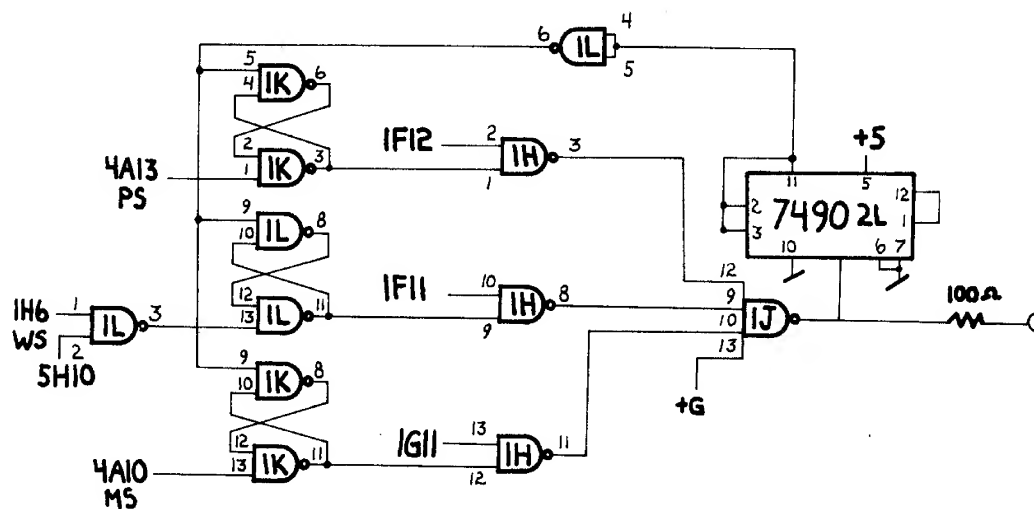 6 1L 4
5
5
4 1K 6
2
1 1K 3
4A13
PS
1F12 2
1 1H 3
+5
11 5 12
2 7490 2L 1
3
10 6 7
9
10 1L 8
12
13 1L 11
1F11 10
9 1H 8
12
9
10 1J
13
+G
100Ω
1H6 1
WS 1L 3
2
5H10
9
10 1K 8
12
13 1K 11
4A10
MS
1G11 13
12 1H 11